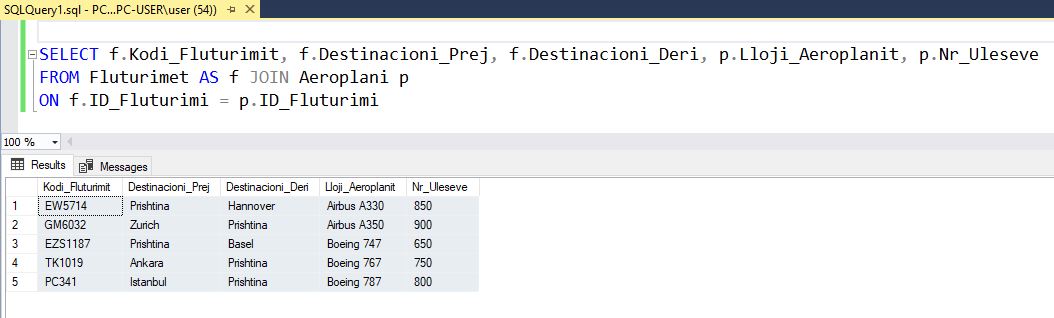 SQLQuery1.sql - PC...PC-USER\user (54))
SELECT f.Kodi_Fluturimit, f.Destinacioni_Prej, f.Destinacioni_Deri, p.Lloji_Aeroplanit, p.Nr_Uleseve
FROM Fluturimet AS f JOIN Aeroplani p
ON f.ID_Fluturimi = p.ID_Fluturimi
100 %
Results Messages
Kodi_Fluturimit Destinacioni_Prej Destinacioni_Deri Lloji_Aeroplanit Nr_Uleseve
1 EW5714 Prishtina Hannover Airbus A330 850
2 GM6032 Zurich Prishtina Airbus A350 900
3 EZS1187 Prishtina Basel Boeing 747 650
4 TK1019 Ankara Prishtina Boeing 767 750
5 PC341 Istanbul Prishtina Boeing 787 800